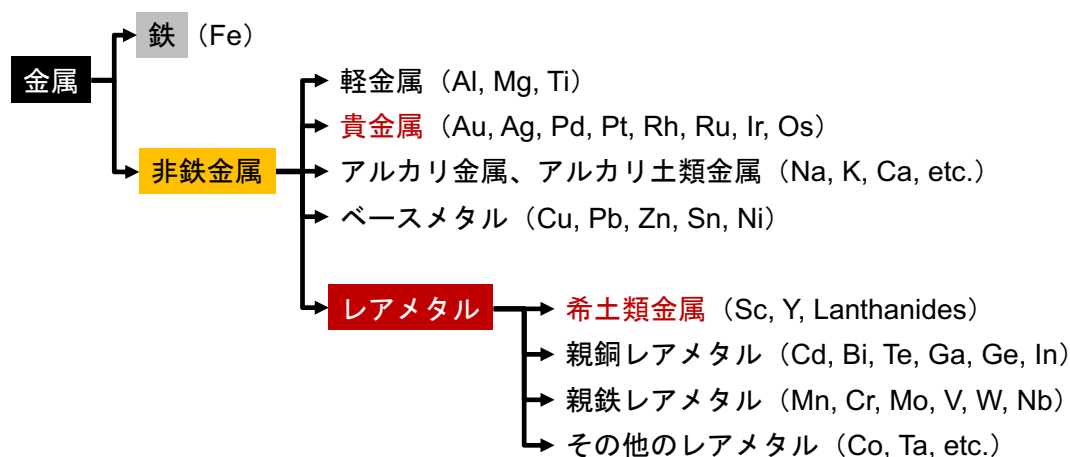 鉄（Fe）
金属
軽金属（Al, Mg, Ti）
貴金属（Au, Ag, Pd, Pt, Rh, Ru, Ir, Os）
非鉄金属
アルカリ金属、アルカリ土類金属（Na, K, Ca, etc.）
ベースメタル（Cu, Pb, Zn, Sn, Ni）
レアメタル
希土類金属（Sc, Y, Lanthanides）
親銅レアメタル（Cd, Bi, Te, Ga, Ge, In）
親鉄レアメタル（Mn, Cr, Mo, V, W, Nb）
その他のレアメタル（Co, Ta, etc.）